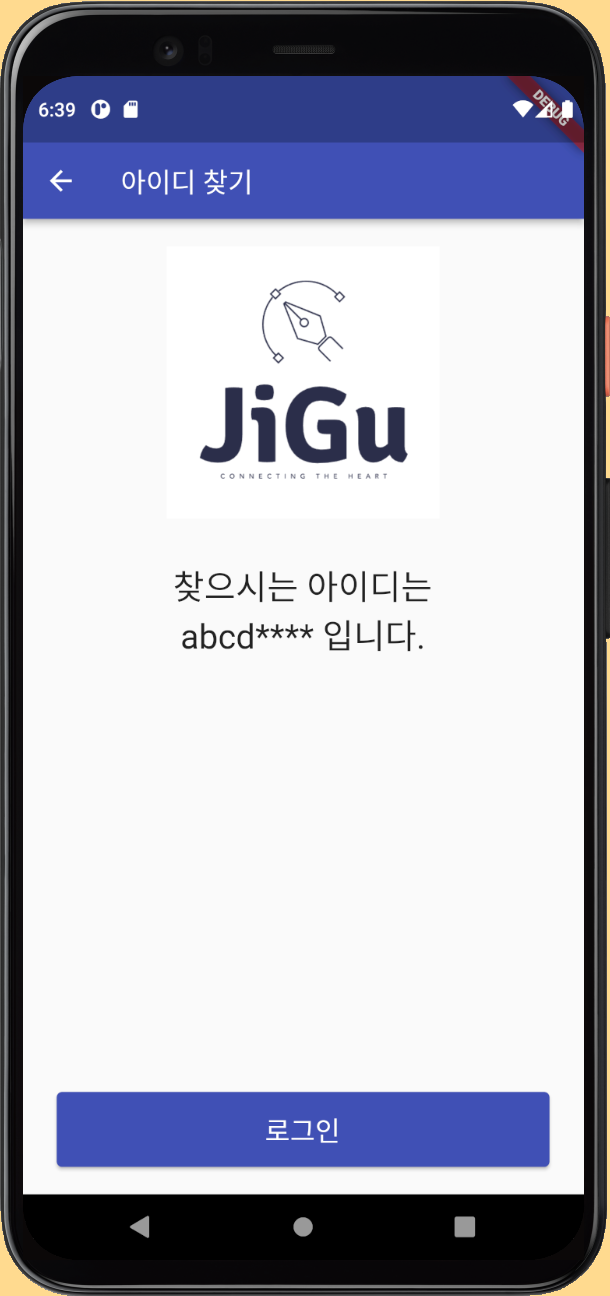 6:39
DEBUG
아이디 찾기
JiGu
CONNECTING THE HEART
찾으시는 아이디는
abcd**** 입니다.
로그인